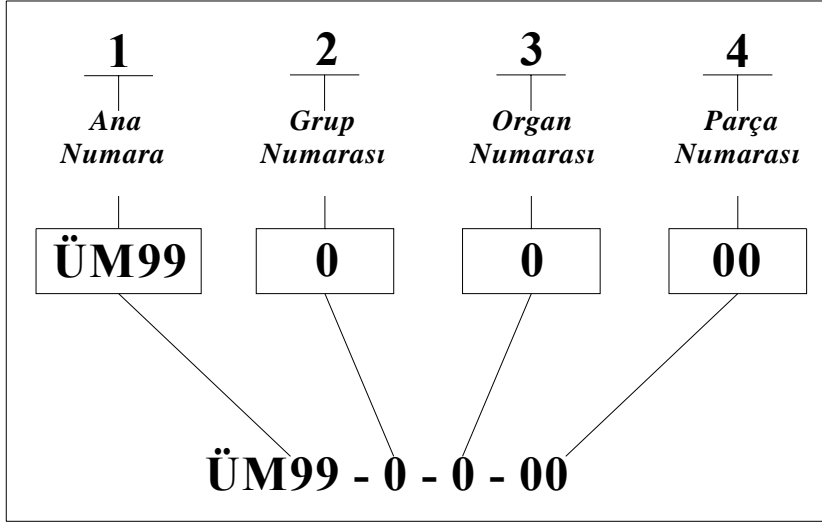 1 2 3 4
Ana Grup Organ Parça
Numara Numarası Numarası Numarası
ÜM99 0 0 00
ÜM99 - 0 - 0 - 00